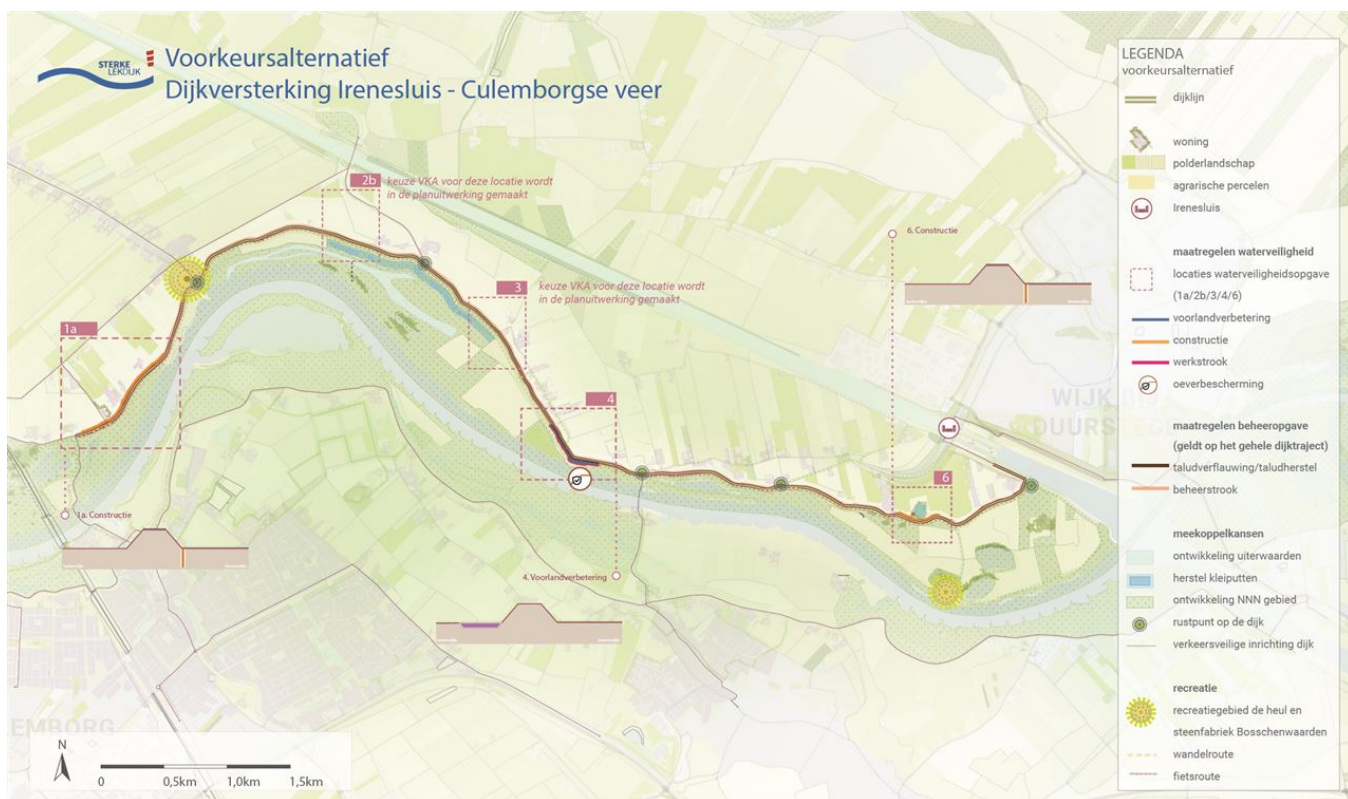 STERKE
LEKDIJK
Voorkeursalternatief
Dijkversterking Irenesluis - Culemborgse veer
2b
keuze VKA voor deze locatie wordt
in de planuitwerking gemaakt
3
keuze VKA voor deze locatie wordt
in de planuitwerking gemaakt
1a
4
6. Constructie
6
1a. Constructie
4. Voorlandverbetering
WIJK BIJ
DUURSTEDE
EMBORG
N
0
0,5km
1,0km
1,5km
LEGENDA
voorkeursalternatief
dijklijn
woning
polderlandschap
agrarische percelen
Irenesluis
maatregelen waterveiligheid
locaties waterveiligheidsopgave
(1a/2b/3/4/6)
voorlandverbetering
constructie
werkstrook
oeverbescherming
maatregelen beheeropgave
(geldt op het gehele dijktraject)
taludverflauwing/taludherstel
beheerstrook
meekoppelkansen
ontwikkeling uiterwaarden
herstel kleiputten
ontwikkeling NNN gebied
rustpunt op de dijk
verkeersveilige inrichting dijk
recreatie
recreatiegebied de heul en
steenfabriek Bosschenwaarden
wandelroute
fietsroute